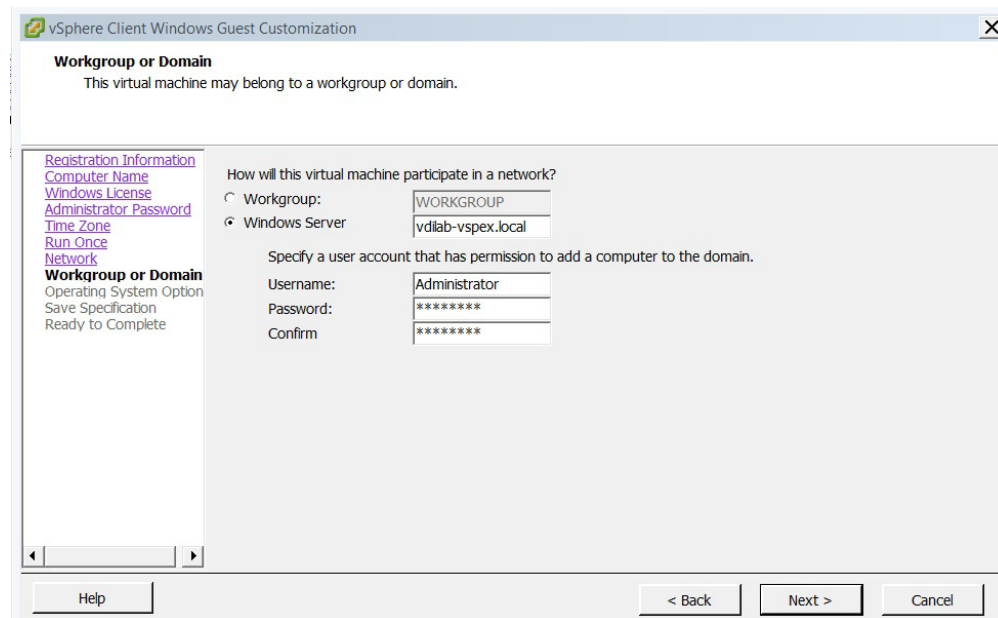 vSphere Client Windows Guest Customization
Workgroup or Domain
This virtual machine may belong to a workgroup or domain.
Registration Information
Computer Name
Windows License
Administrator Password
Time Zone
Run Once
Network
Workgroup or Domain
Operating System Option
Save Specification
Ready to Complete
How will this virtual machine participate in a network?
Workgroup: WORKGROUP
Windows Server vdilab-vspex.local
Specify a user account that has permission to add a computer to the domain.
Username: Administrator
Password: ********
Confirm ********
Help < Back Next > Cancel